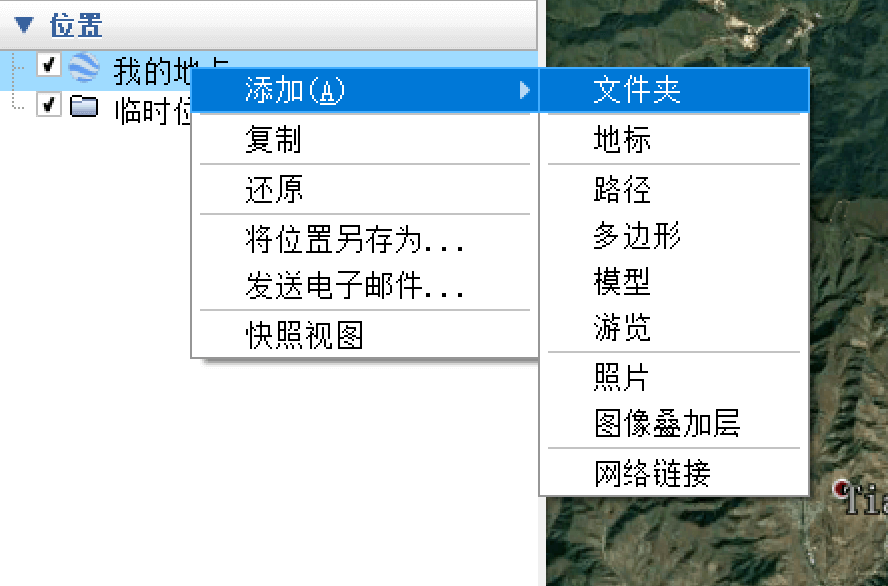 位置
我的地点
添加(A)
文件夹
临时位
复制
地标
还原
路径
将位置另存为...
多边形
发送电子邮件...
模型
快照视图
游览
照片
图像叠加层
网络链接
Tia